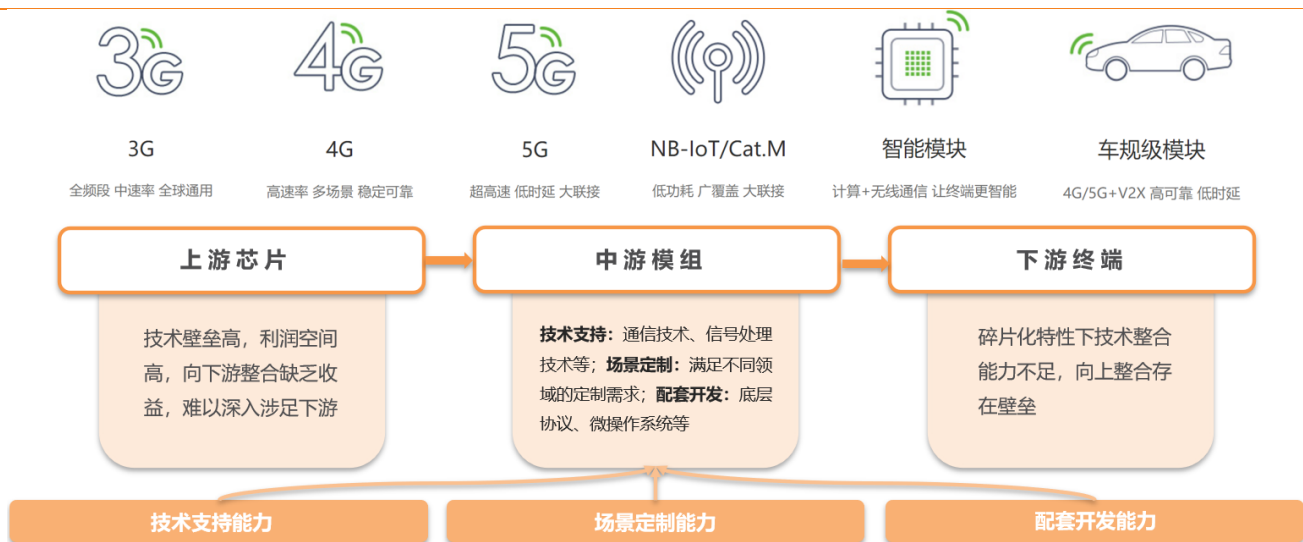 3G
4G
5G
3G
4G
5G
NB-IoT/Cat.M
智能模块
车规级模块
全频段 中速率 全球通用
高速率 多场景 稳定可靠
超高速 低时延 大联接
低功耗 广覆盖 大联接
计算+无线通信 让终端更智能
4G/5G+V2X 高可靠 低时延
上游芯片
中游模组
下游终端
技术壁垒高，利润空间
高，向下游整合缺乏收
益，难以深入涉足下游
技术支持：通信技术、信号处理
技术等；场景定制：满足不同领
域的定制需求；配套开发：底层
协议、微操作系统等
碎片化特性下技术整合
能力不足，向上整合存
在壁垒
技术支持能力
场景定制能力
配套开发能力